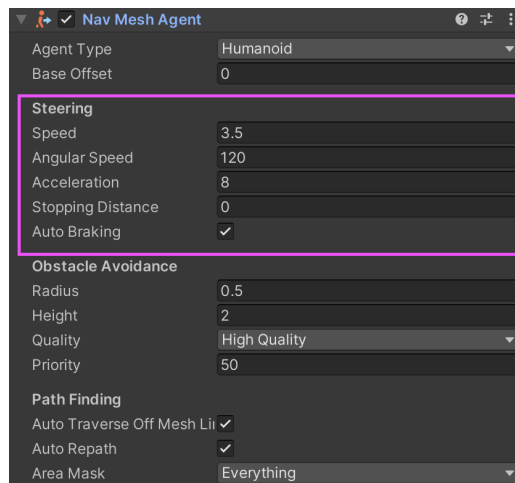 Nav Mesh Agent
Agent Type Humanoid
Base Offset 0
Steering
Speed 3.5
Angular Speed 120
Acceleration 8
Stopping Distance 0
Auto Braking
Obstacle Avoidance
Radius 0.5
Height 2
Quality High Quality
Priority 50
Path Finding
Auto Traverse Off Mesh Li
Auto Repath
Area Mask Everything